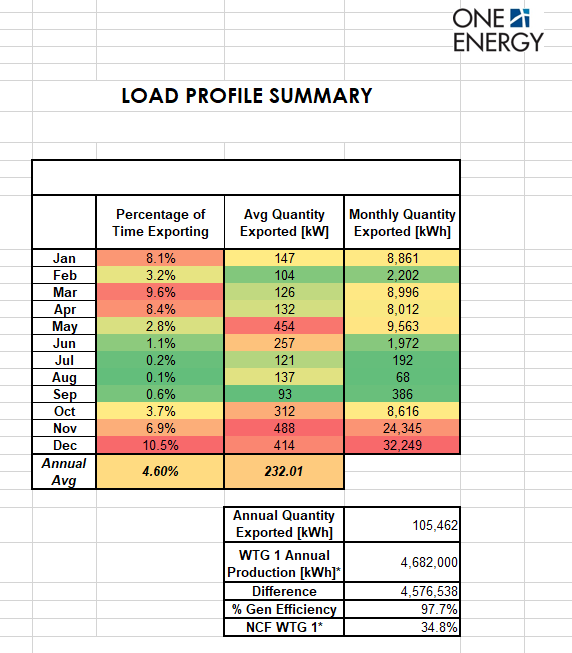 ONE
ENERGY
LOAD PROFILE SUMMARY
Percentage of Time Exporting Avg Quantity Exported [kW] Monthly Quantity Exported [kWh]
Jan 8.1% 147 8,861
Feb 3.2% 104 2,202
Mar 9.6% 126 8,996
Apr 8.4% 132 8,012
May 2.8% 454 9,563
Jun 1.1% 257 1,972
Jul 0.2% 121 192
Aug 0.1% 137 68
Sep 0.6% 93 386
Oct 3.7% 312 8,616
Nov 6.9% 488 24,345
Dec 10.5% 414 32,249
Annual Avg 4.60% 232.01
Annual Quantity Exported [kWh] 105,462
WTG 1 Annual Production [kWh]* 4,682,000
Difference 4,576,538
% Gen Efficiency 97.7%
NCF WTG 1* 34.8%